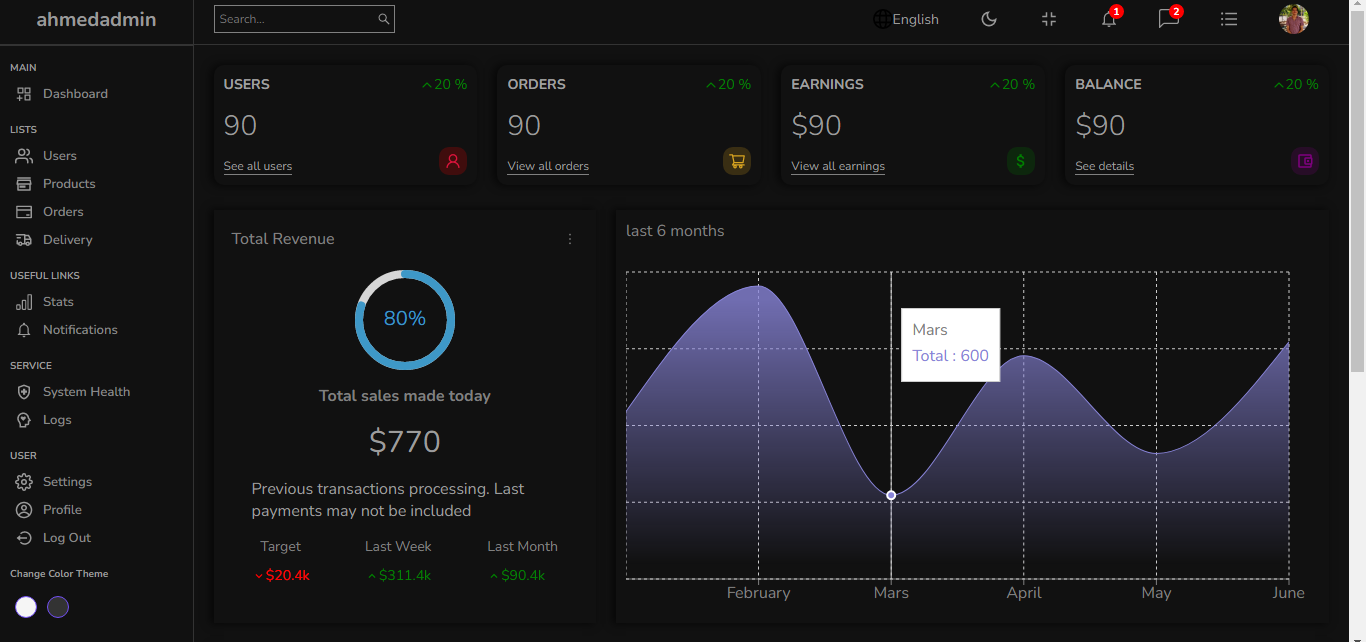 ahmedadmin
Search...
English
1
2
MAIN
Dashboard
LISTS
Users
Products
Orders
Delivery
USEFUL LINKS
Stats
Notifications
SERVICE
System Health
Logs
USER
Settings
Profile
Log Out
Change Color Theme
USERS
20 %
90
See all users
ORDERS
20 %
90
View all orders
EARNINGS
20 %
$90
View all earnings
$
BALANCE
20 %
$90
See details
Total Revenue
80%
Total sales made today
$770
Previous transactions processing. Last
payments may not be included
Target Last Week Last Month
$20.4k $311.4k $90.4k
last 6 months
Mars
Total : 600
February Mars April May June